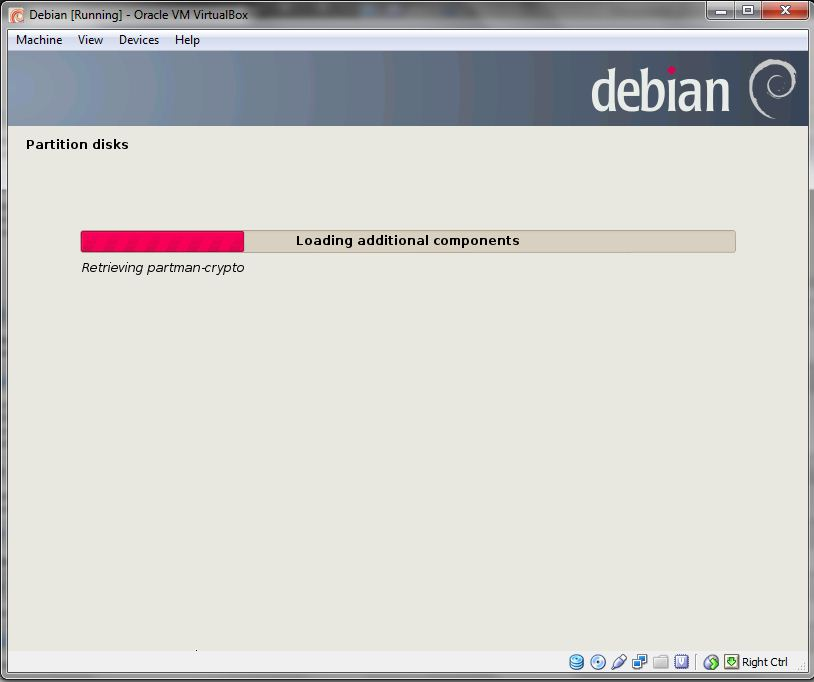 Debian [Running] - Oracle VM VirtualBox
Machine View Devices Help
debian
Partition disks
Loading additional components
Retrieving partman-crypto
Right Ctrl